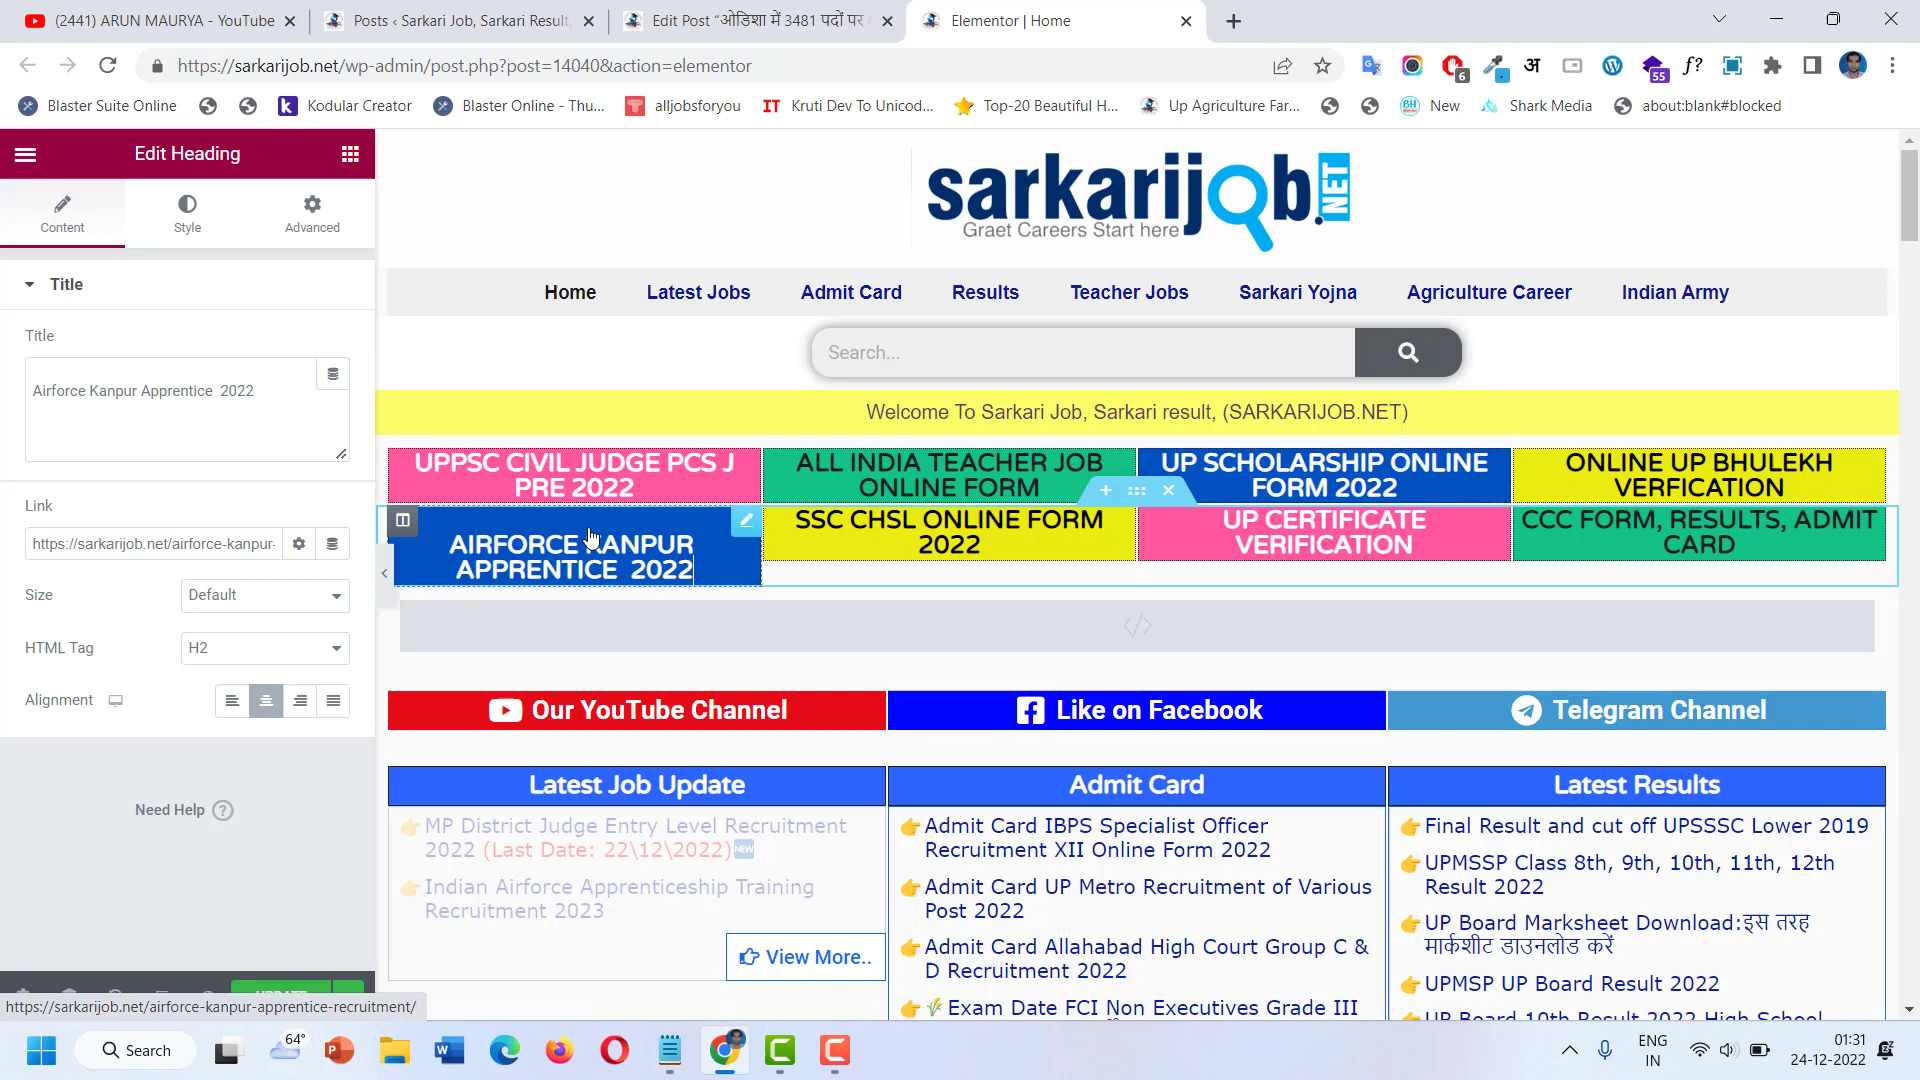 (2441) ARUN MAURYA - YouTube
Posts ‹ Sarkari Job, Sarkari Result,
Edit Post “ओडिशा में 3481 पदों पर
Elementor | Home
https://sarkarijob.net/wp-admin/post.php?post=14040&action=elementor
6
अ
55
f?
Blaster Suite Online
Kodular Creator
Blaster Online - Thu...
alljobsforyou
IT Kruti Dev To Unicod...
Top-20 Beautiful H...
Up Agriculture Far...
New
Shark Media
about:blank#blocked
Edit Heading
Content
Style
Advanced
Title
Title
Airforce Kanpur Apprentice  2022
Link
https://sarkarijob.net/airforce-kanpur-
Size
Default
HTML Tag
H2
Alignment
Need Help ?
https://sarkarijob.net/airforce-kanpur-apprentice-recruitment/
sarkarijob.NET
Graet Careers Start here
Home
Latest Jobs
Admit Card
Results
Teacher Jobs
Sarkari Yojna
Agriculture Career
Indian Army
Search...
Welcome To Sarkari Job, Sarkari result, (SARKARIJOB.NET)
UPPSC CIVIL JUDGE PCS J
PRE 2022
ALL INDIA TEACHER JOB
ONLINE FORM
UP SCHOLARSHIP ONLINE
FORM 2022
ONLINE UP BHULEKH
VERFICATION
AIRFORCE KANPUR
APPRENTICE  2022
SSC CHSL ONLINE FORM
2022
UP CERTIFICATE
VERIFICATION
CCC FORM, RESULTS, ADMIT
CARD
Our YouTube Channel
Like on Facebook
Telegram Channel
Latest Job Update
MP District Judge Entry Level Recruitment
2022 (Last Date: 22\12\2022) NEW
Indian Airforce Apprenticeship Training
Recruitment 2023
View More..
Admit Card
Admit Card IBPS Specialist Officer
Recruitment XII Online Form 2022
Admit Card UP Metro Recruitment of Various
Post 2022
Admit Card Allahabad High Court Group C &
D Recruitment 2022
Exam Date FCI Non Executives Grade III
Latest Results
Final Result and cut off UPSSSC Lower 2019
UPMSSP Class 8th, 9th, 10th, 11th, 12th
Result 2022
UP Board Marksheet Download:इस तरह
मार्कशीट डाउनलोड करें
UPMSP UP Board Result 2022
UP Board 10th Result 2022 High School
Search
64°
ENG
IN
01:31
24-12-2022